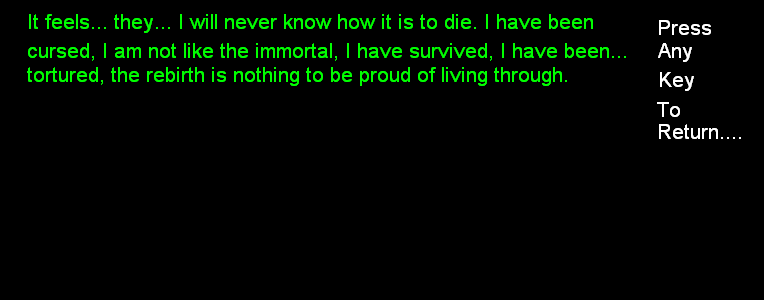 It feels... they... I will never know how it is to die. I have been
cursed, I am not like the immortal, I have survived, I have been...
tortured, the rebirth is nothing to be proud of living through.
Press
Any
Key
To
Return....